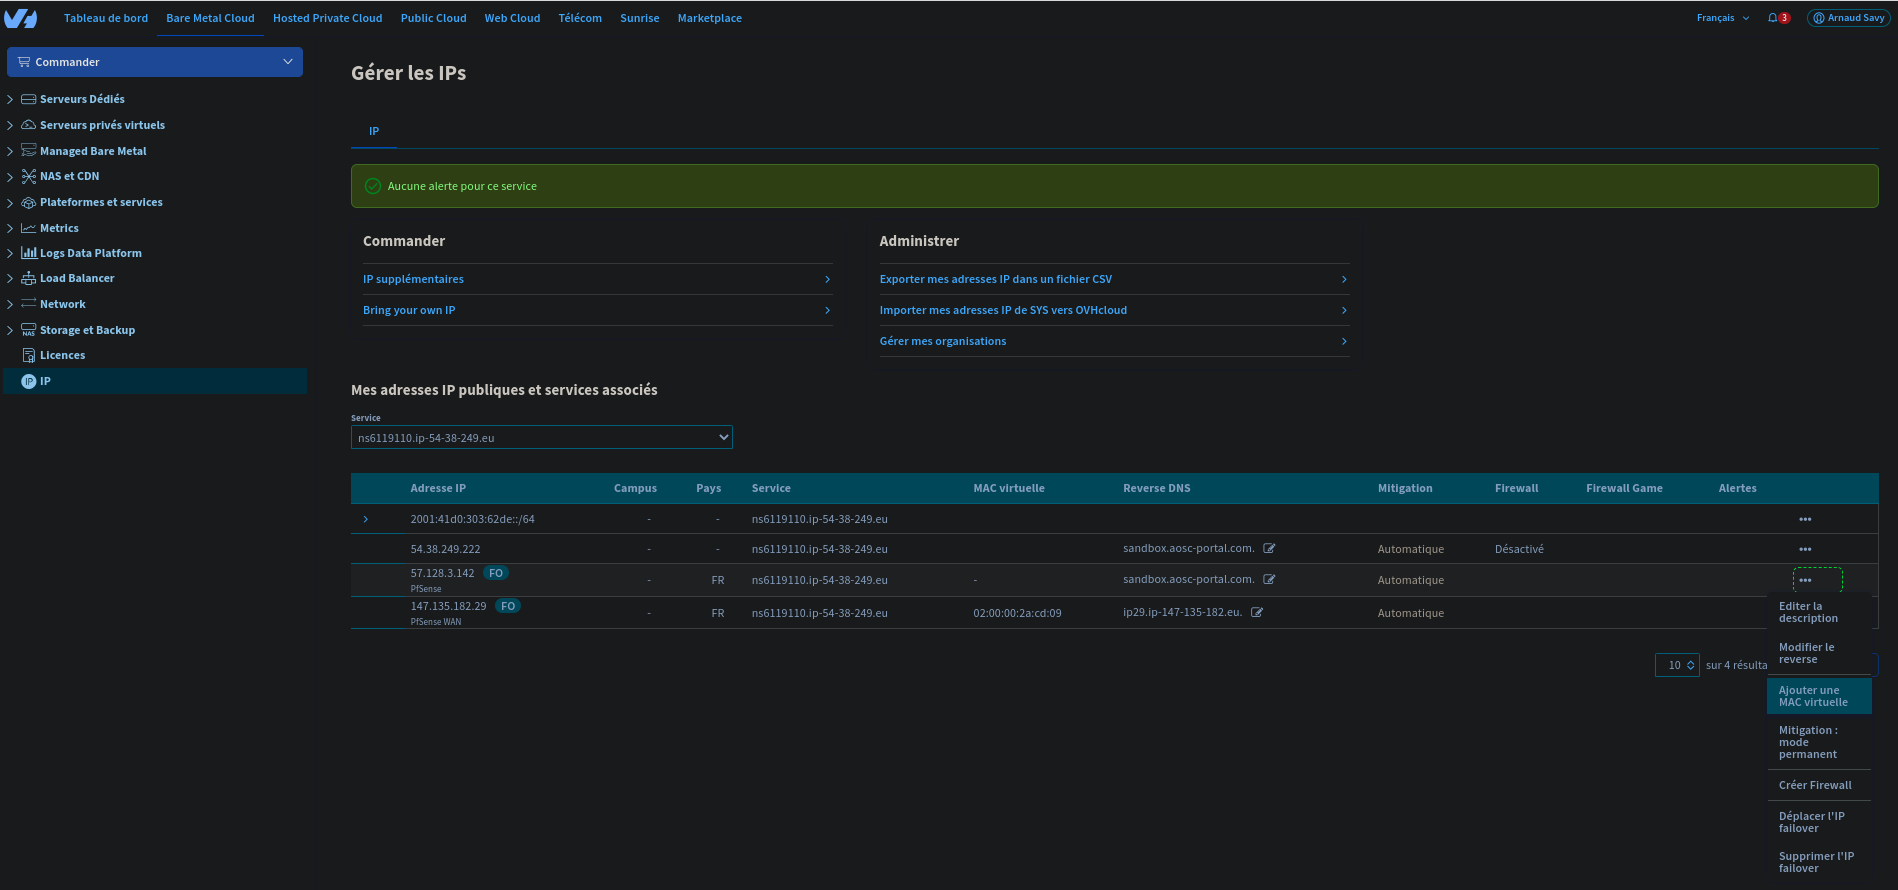 Tableau de bord Bare Metal Cloud Hosted Private Cloud Public Cloud Web Cloud Télécom Sunrise Marketplace Français 3 Arnaud Savy
Commander
Serveurs Dédiés
Serveurs privés virtuels
Managed Bare Metal
NAS et CDN
Plateformes et services
Metrics
Logs Data Platform
Load Balancer
Network
NAS Storage et Backup
Licences
IP IP
Gérer les IPs
IP
Aucune alerte pour ce service
Commander
IP supplémentaires
Bring your own IP
Administrer
Exporter mes adresses IP dans un fichier CSV
Importer mes adresses IP de SYS vers OVHcloud
Gérer mes organisations
Mes adresses IP publiques et services associés
Service
ns6119110.ip-54-38-249.eu
Adresse IP Campus Pays Service MAC virtuelle Reverse DNS Mitigation Firewall Firewall Game Alertes
2001:41d0:303:62de::/64 - - ns6119110.ip-54-38-249.eu
54.38.249.222 - - ns6119110.ip-54-38-249.eu sandbox.aosc-portal.com. Automatique Désactivé
57.128.3.142 FO - FR ns6119110.ip-54-38-249.eu - sandbox.aosc-portal.com. Automatique
PfSense
147.135.182.29 FO - FR ns6119110.ip-54-38-249.eu 02:00:00:2a:cd:09 ip29.ip-147-135-182.eu. Automatique
PfSense WAN
10 sur 4 résulta
Editer la
description
Modifier le
reverse
Ajouter une
MAC virtuelle
Mitigation :
mode
permanent
Créer Firewall
Déplacer l'IP
failover
Supprimer l'IP
failover